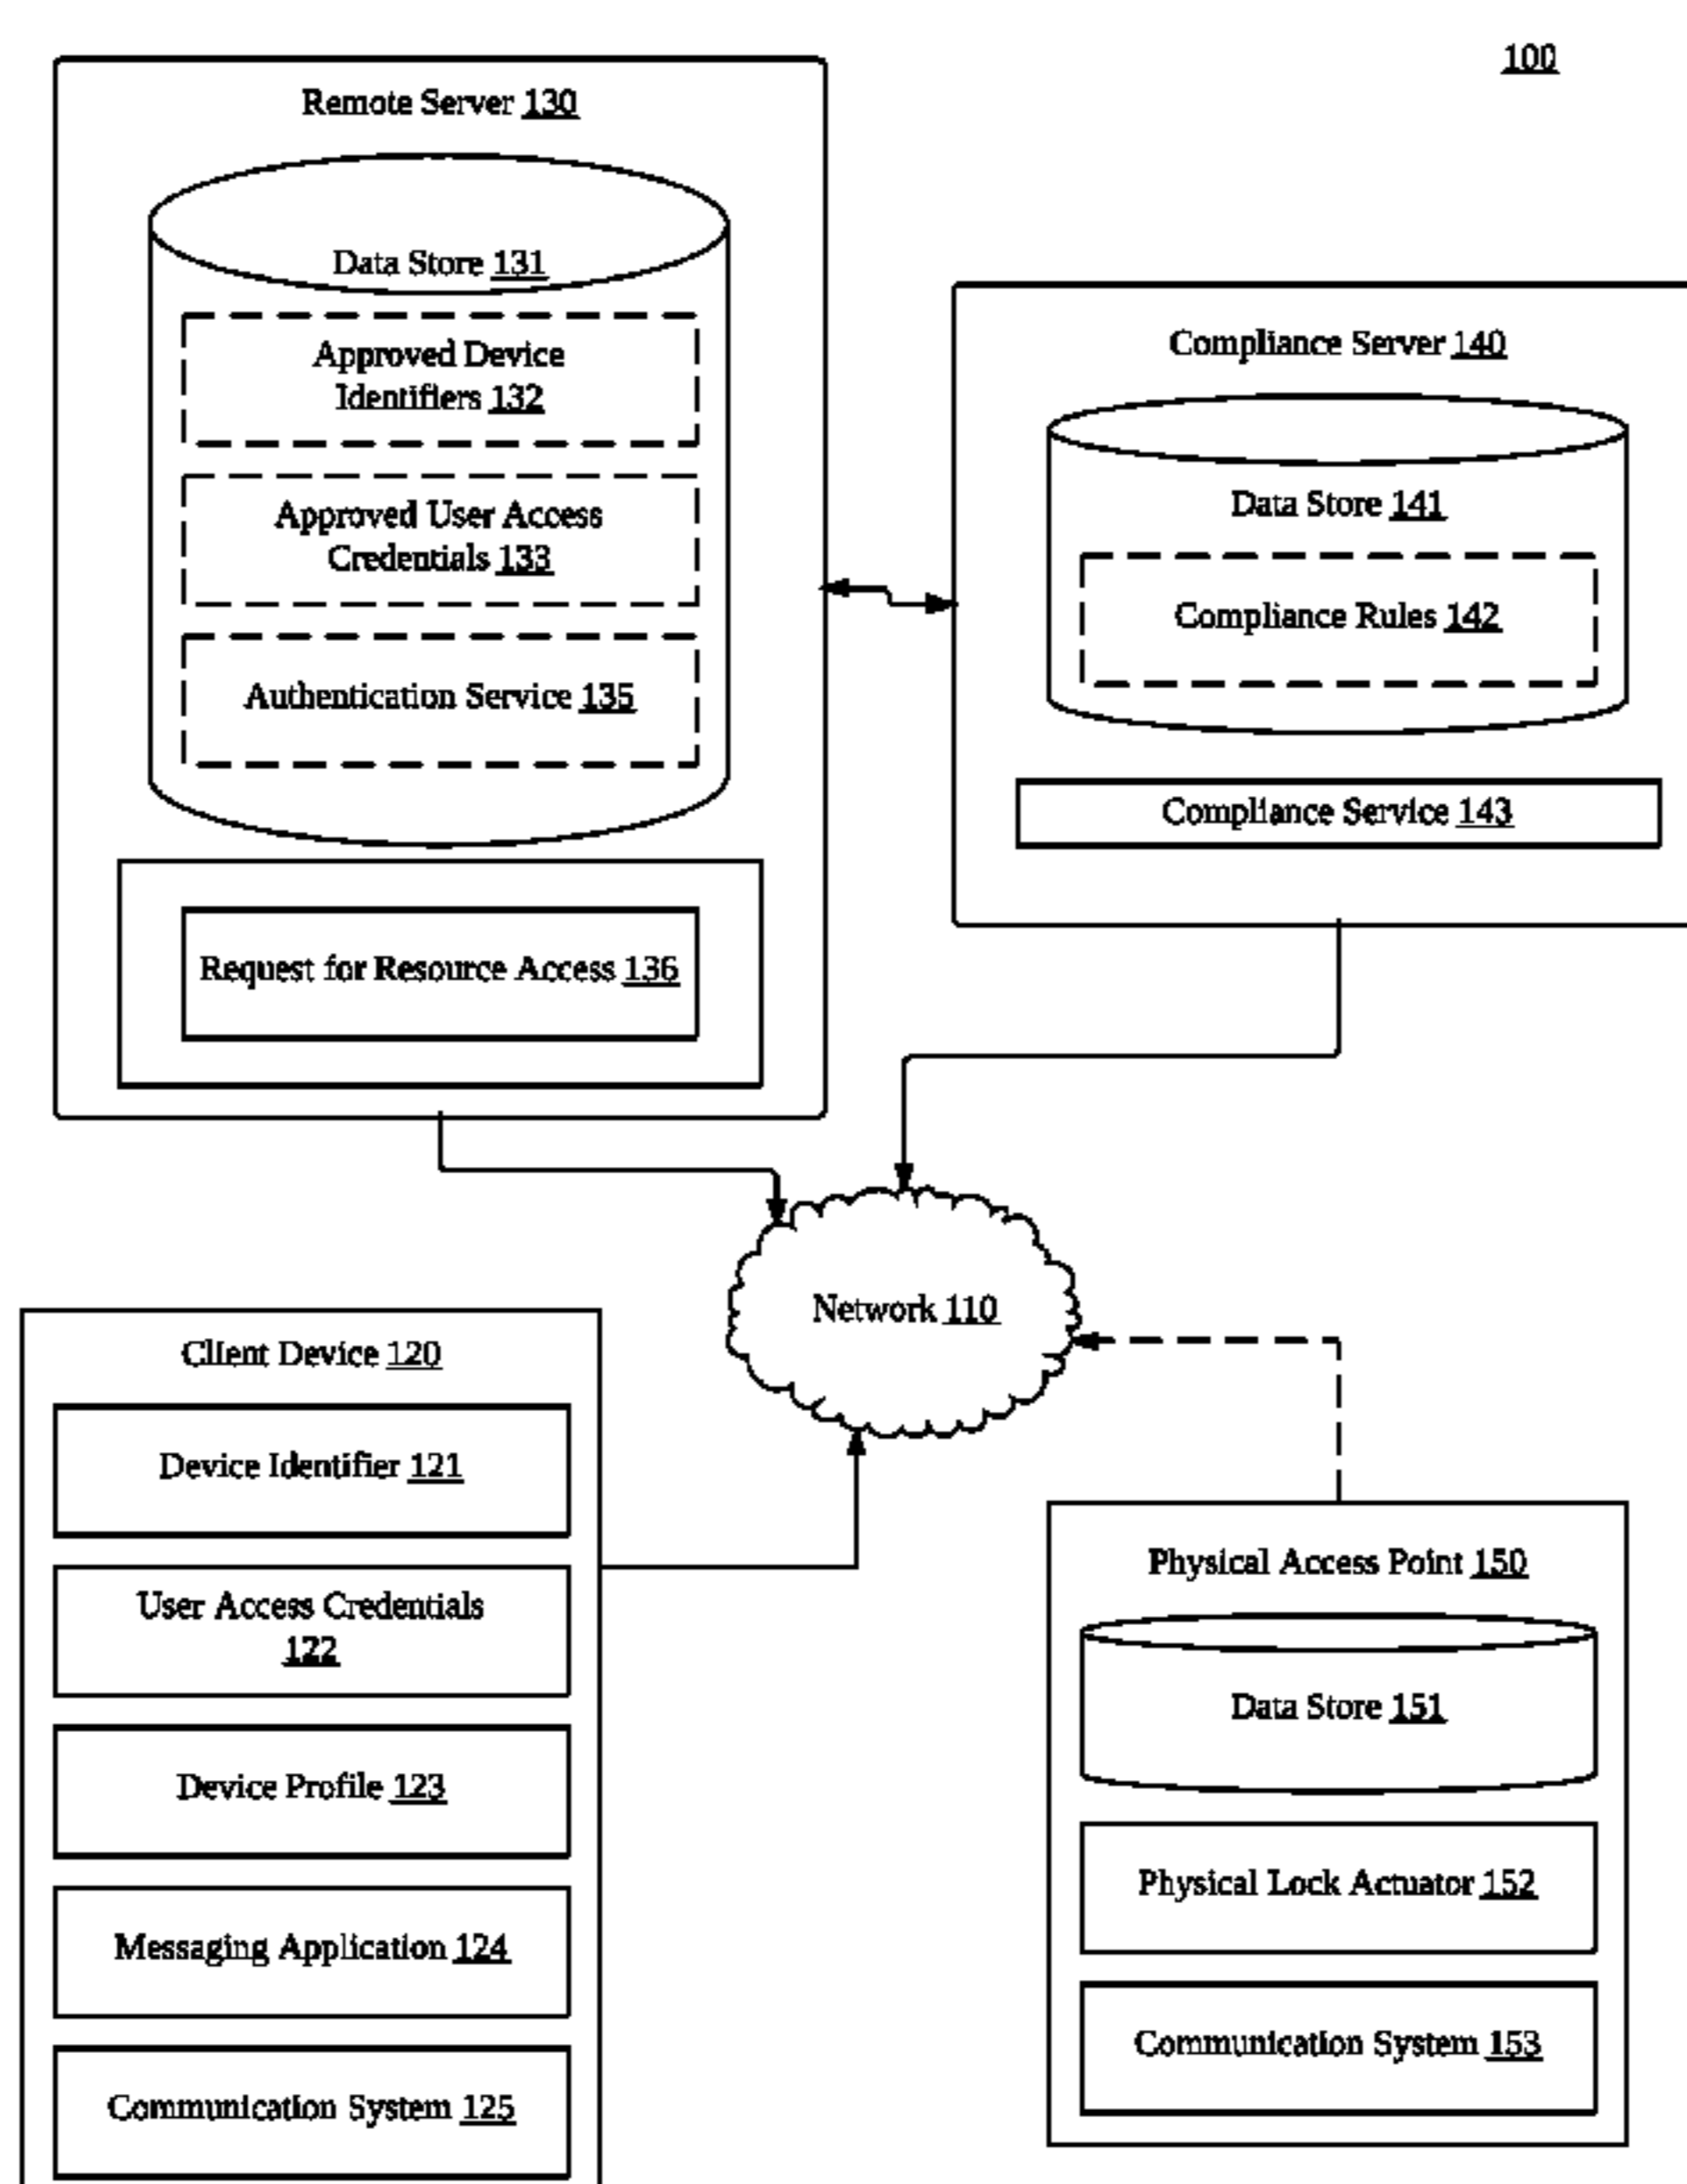 100
Remote Server 130
Data Store 131
Approved Device
Identifiers 132
Approved User Access
Credentials 133
Authentication Service 135
Request for Resource Access 136
Compliance Server 140
Data Store 141
Compliance Rules 142
Compliance Service 143
Network 110
Client Device 120
Device Identifier 121
User Access Credentials
122
Device Profile 123
Messaging Application 124
Communication System 125
Physical Access Point 150
Data Store 151
Physical Lock Actuator 152
Communication System 153